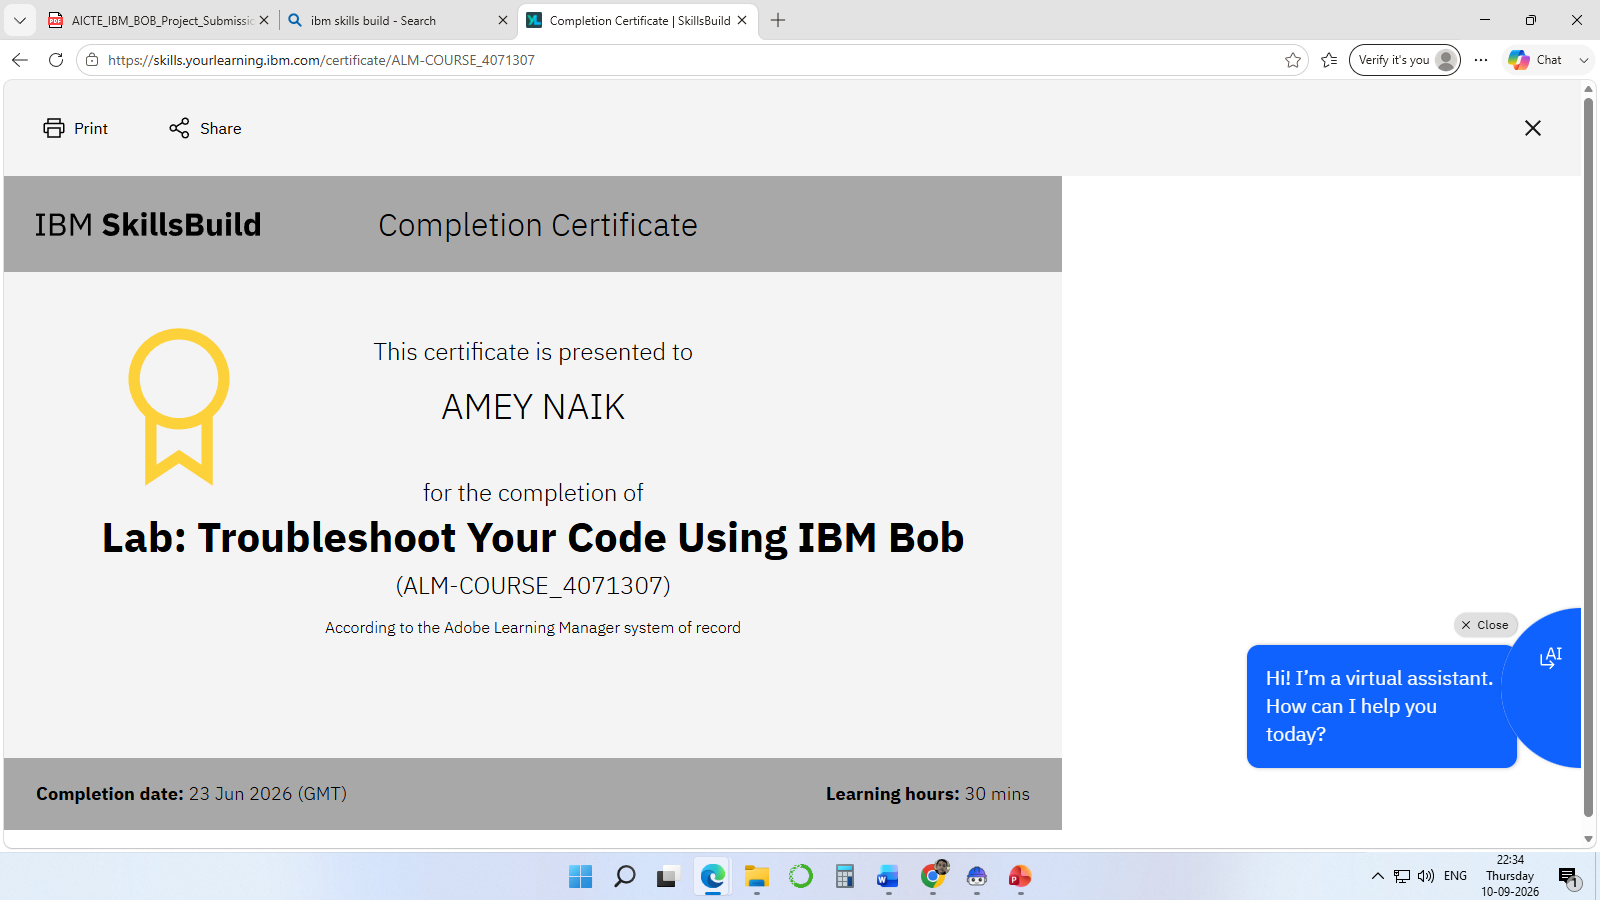 AICTE_IBM_BOB_Project_Submissic
ibm skills build - Search
Completion Certificate | SkillsBuild
https://skills.yourlearning.ibm.com/certificate/ALM-COURSE_4071307
Verify it's you
Chat
Print
Share
IBM SkillsBuild
Completion Certificate
This certificate is presented to
AMEY NAIK
for the completion of
Lab: Troubleshoot Your Code Using IBM Bob
(ALM-COURSE_4071307)
According to the Adobe Learning Manager system of record
Close
AI
Hi! I’m a virtual assistant.
How can I help you
today?
Completion date: 23 Jun 2026 (GMT)
Learning hours: 30 mins
ENG
22:34
Thursday
10-09-2026
1